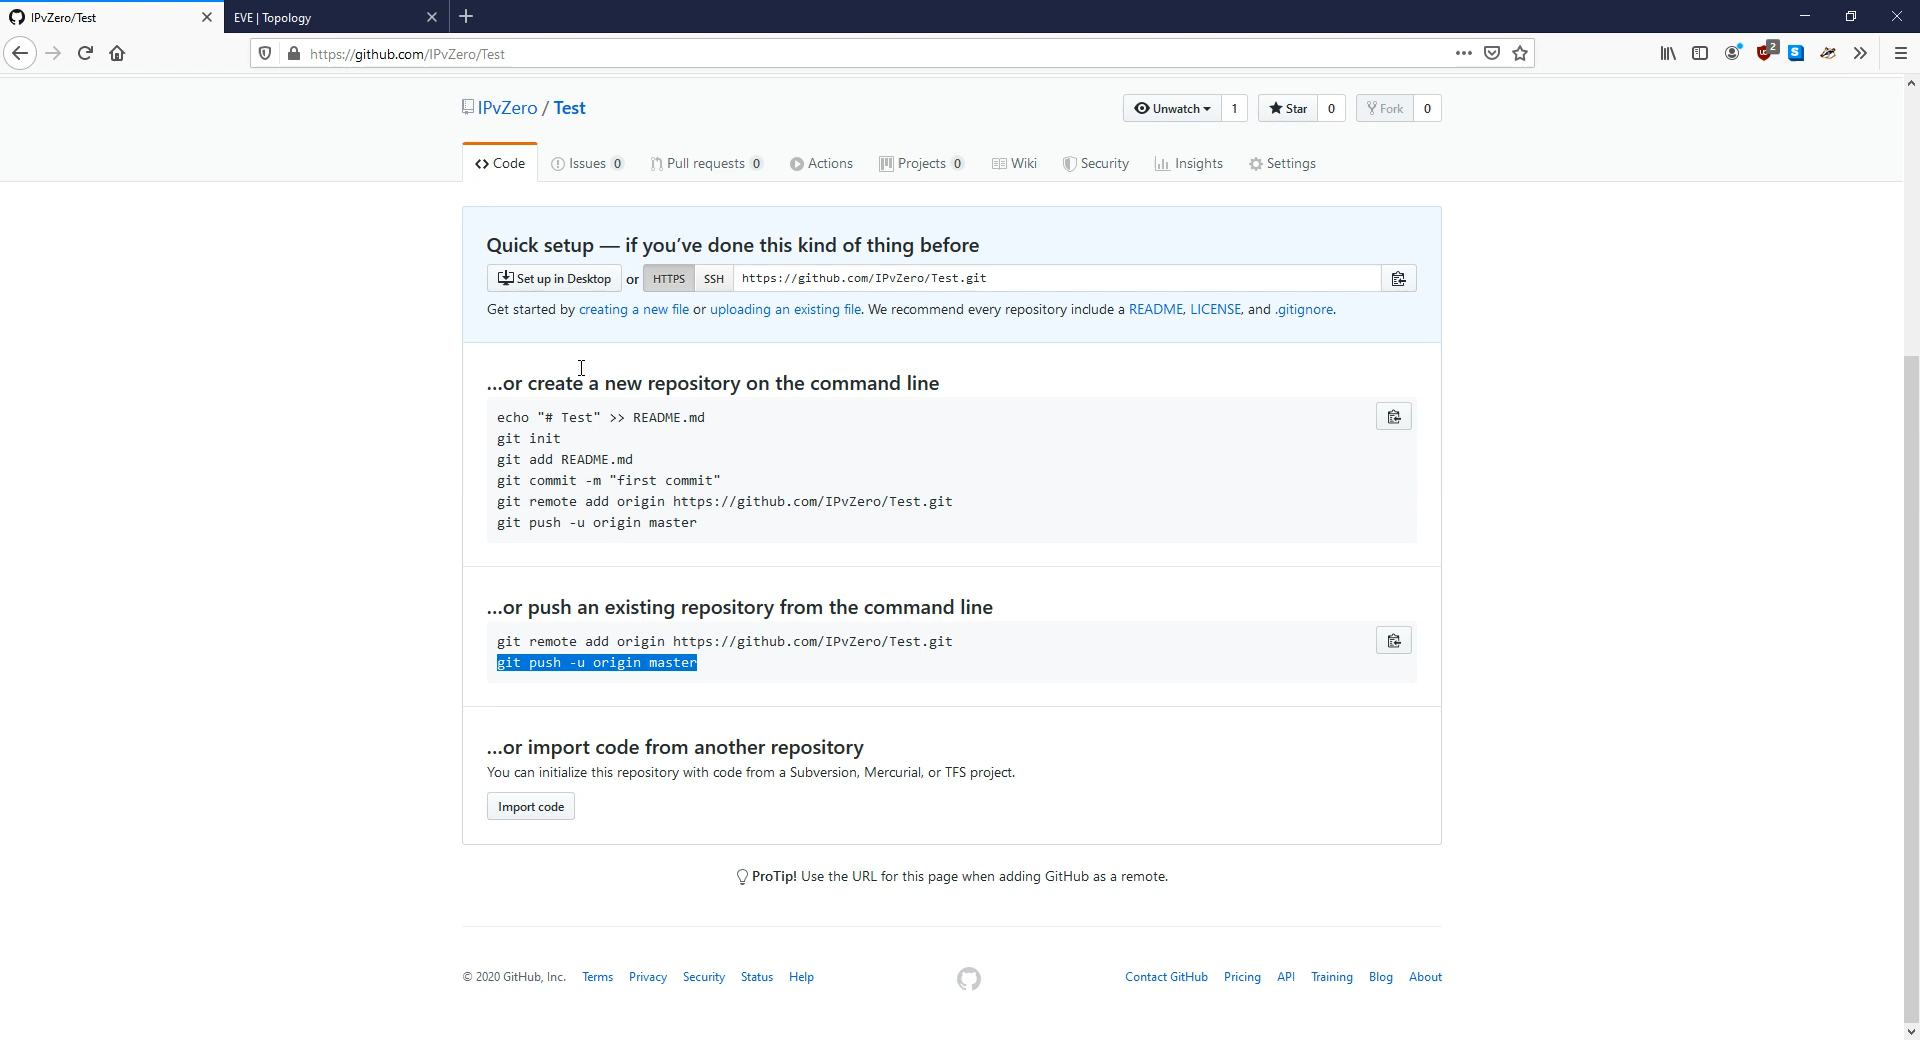 IPvZero/Test
EVE | Topology
https://github.com/IPvZero/Test
2
IPvZero / Test
Unwatch 1 Star 0 Fork 0
Code Issues 0 Pull requests 0 Actions Projects 0 Wiki Security Insights Settings
Quick setup — if you've done this kind of thing before
Set up in Desktop or HTTPS SSH https://github.com/IPvZero/Test.git
Get started by creating a new file or uploading an existing file. We recommend every repository include a README, LICENSE, and .gitignore.
...or create a new repository on the command line
echo "# Test" >> README.md
git init
git add README.md
git commit -m "first commit"
git remote add origin https://github.com/IPvZero/Test.git
git push -u origin master
...or push an existing repository from the command line
git remote add origin https://github.com/IPvZero/Test.git
git push -u origin master
...or import code from another repository
You can initialize this repository with code from a Subversion, Mercurial, or TFS project.
Import code
ProTip! Use the URL for this page when adding GitHub as a remote.
© 2020 GitHub, Inc. Terms Privacy Security Status Help Contact GitHub Pricing API Training Blog About